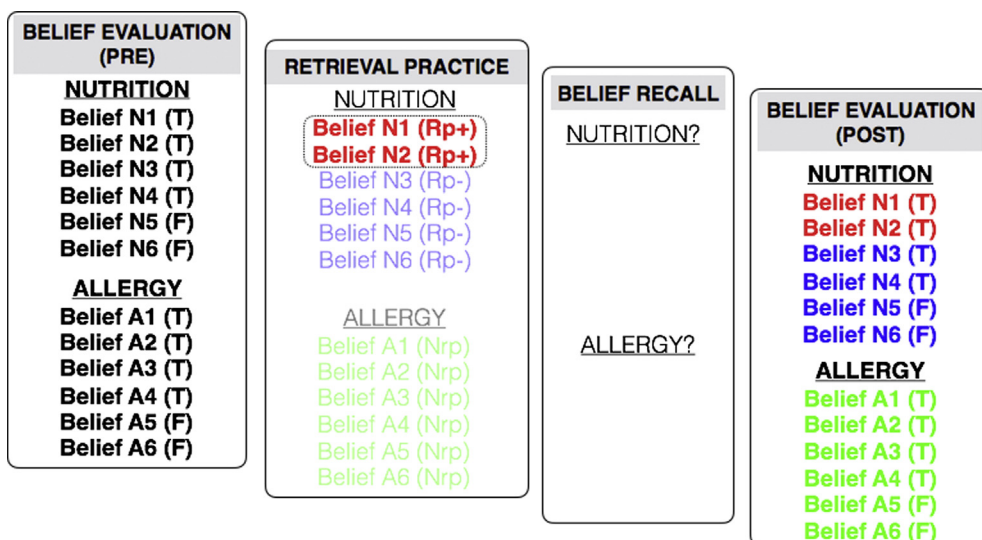 BELIEF EVALUATION
(PRE)
NUTRITION
Belief N1 (T)
Belief N2 (T)
Belief N3 (T)
Belief N4 (T)
Belief N5 (F)
Belief N6 (F)
ALLERGY
Belief A1 (T)
Belief A2 (T)
Belief A3 (T)
Belief A4 (T)
Belief A5 (F)
Belief A6 (F)
RETRIEVAL PRACTICE
NUTRITION
Belief N1 (Rp+)
Belief N2 (Rp+)
Belief N3 (Rp-)
Belief N4 (Rp-)
Belief N5 (Rp-)
Belief N6 (Rp-)
ALLERGY
Belief A1 (Nrp)
Belief A2 (Nrp)
Belief A3 (Nrp)
Belief A4 (Nrp)
Belief A5 (Nrp)
Belief A6 (Nrp)
BELIEF RECALL
NUTRITION?
ALLERGY?
BELIEF EVALUATION
(POST)
NUTRITION
Belief N1 (T)
Belief N2 (T)
Belief N3 (T)
Belief N4 (T)
Belief N5 (F)
Belief N6 (F)
ALLERGY
Belief A1 (T)
Belief A2 (T)
Belief A3 (T)
Belief A4 (T)
Belief A5 (F)
Belief A6 (F)